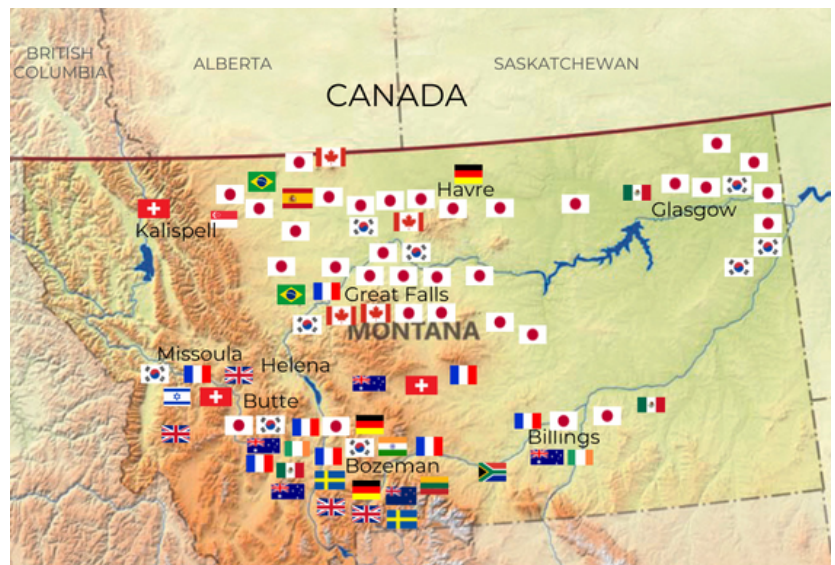 BRITISH
COLUMBIA
ALBERTA
SASKATCHEWAN
CANADA
Havre
Glasgow
Kalispell
Great Falls
MONTANA
Missoula
Helena
Butte
Billings
Bozeman